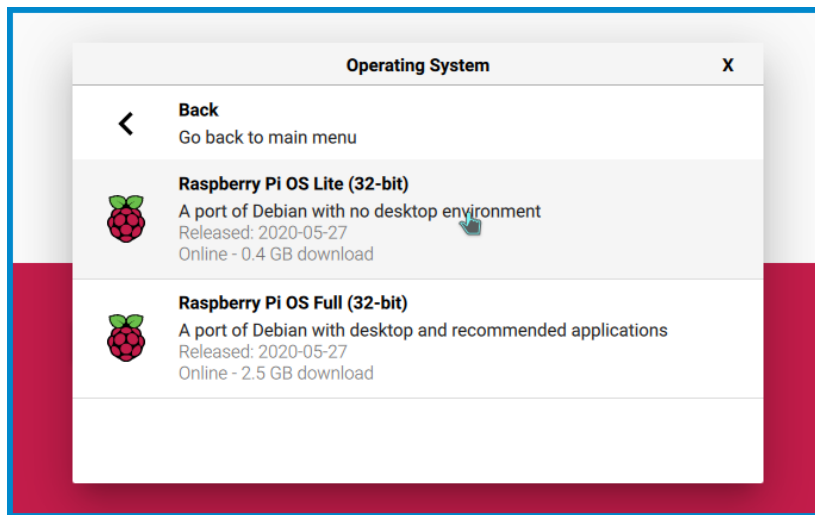 Operating System X
Back
Go back to main menu
Raspberry Pi OS Lite (32-bit)
A port of Debian with no desktop environment
Released: 2020-05-27
Online - 0.4 GB download
Raspberry Pi OS Full (32-bit)
A port of Debian with desktop and recommended applications
Released: 2020-05-27
Online - 2.5 GB download